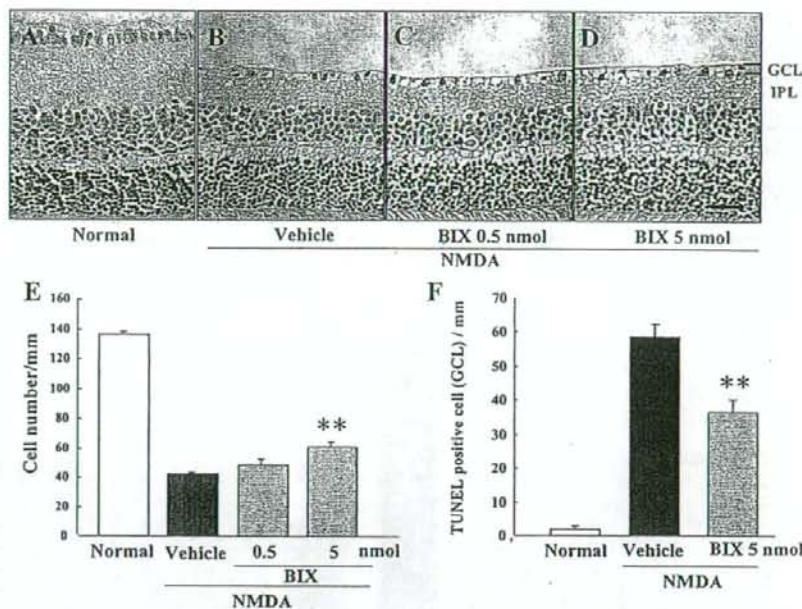 A B C D
GCL
IPL
Normal Vehicle BIX 0.5 nmol BIX 5 nmol
NMDA
E
Cell number/mm
160
140
120
100
80
60
40
20
0
**
Normal Vehicle 0.5 5 nmol
BIX
NMDA
F
TUNEL positive cell (GCL) / mm
70
60
50
40
30
20
10
0
**
Normal Vehicle BIX 5 nmol
NMDA